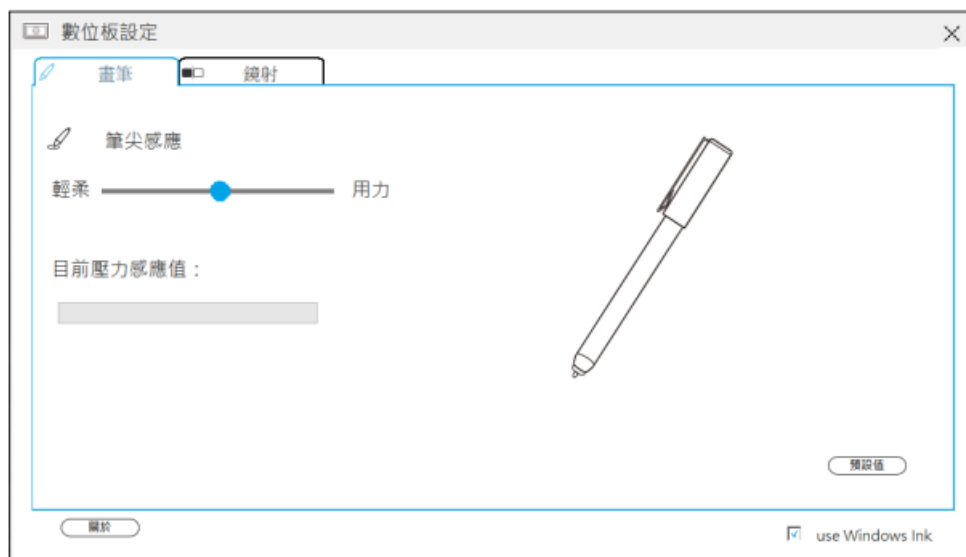 數位板設定
畫筆
鏡射
筆尖感應
輕柔
用力
目前壓力感應值：
預設值
關於
use Windows Ink